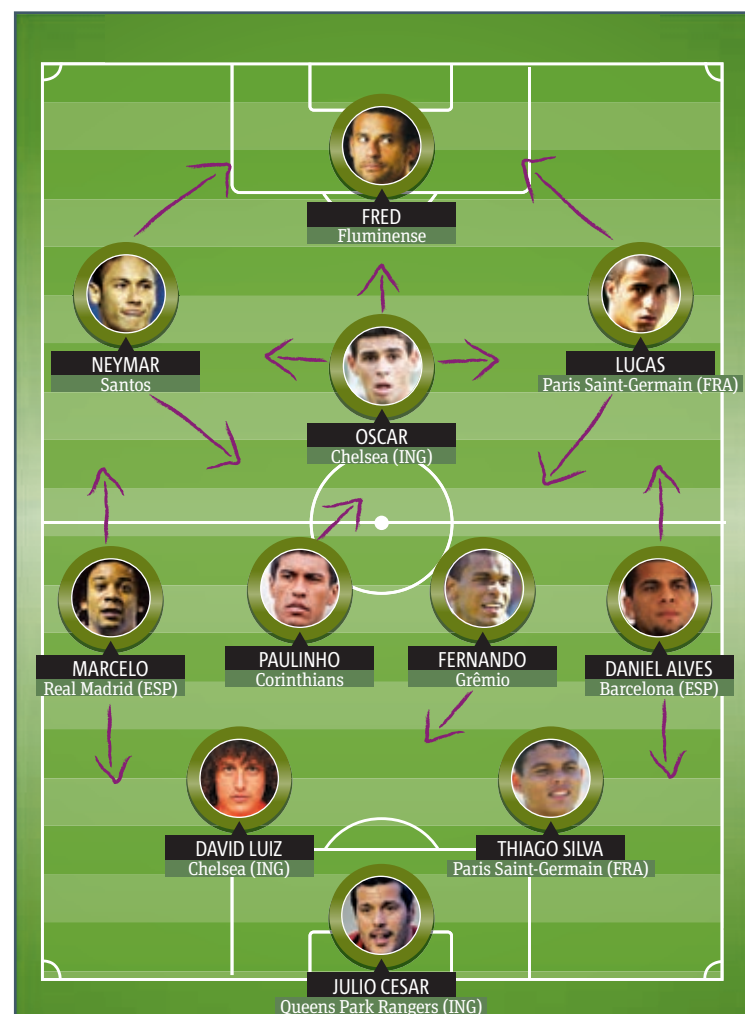 FRED
Fluminense
NEYMAR
Santos
LUCAS
Paris Saint-Germain (FRA)
OSCAR
Chelsea (ING)
MARCELO
Real Madrid (ESP)
PAULINHO
Corinthians
FERNANDO
Grêmio
DANIEL ALVES
Barcelona (ESP)
DAVID LUIZ
Chelsea (ING)
THIAGO SILVA
Paris Saint-Germain (FRA)
JULIO CESAR
Queens Park Rangers (ING)